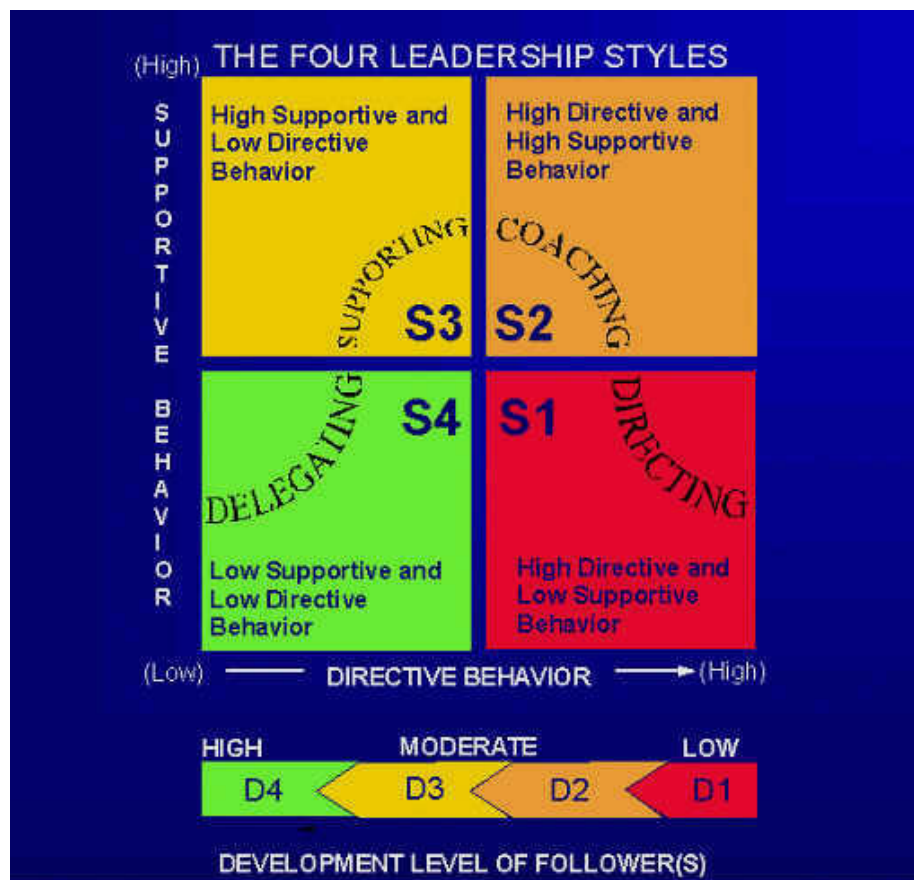 THE FOUR LEADERSHIP STYLES
(High)
SUPPORTIVE BEHAVIOR
High Supportive and
Low Directive
Behavior
SUPPORTING
S3
High Directive and
High Supportive
Behavior
COACHING
S2
DELEGATING
S4
Low Supportive and
Low Directive
Behavior
S1
DIRECTING
High Directive and
Low Supportive
Behavior
(Low)
DIRECTIVE BEHAVIOR
(High)
HIGH
MODERATE
LOW
D4
D3
D2
D1
DEVELOPMENT LEVEL OF FOLLOWER(S)